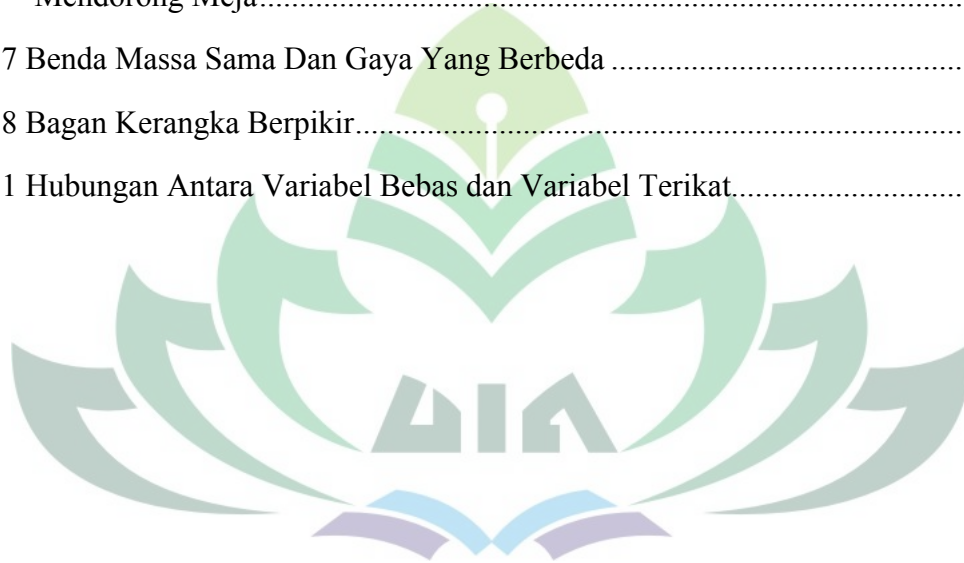 Mendorong Meja..........................................................................................
7 Benda Massa Sama Dan Gaya Yang Berbeda .............................................
8 Bagan Kerangka Berpikir.............................................................................
1 Hubungan Antara Variabel Bebas dan Variabel Terikat..............................
UIN